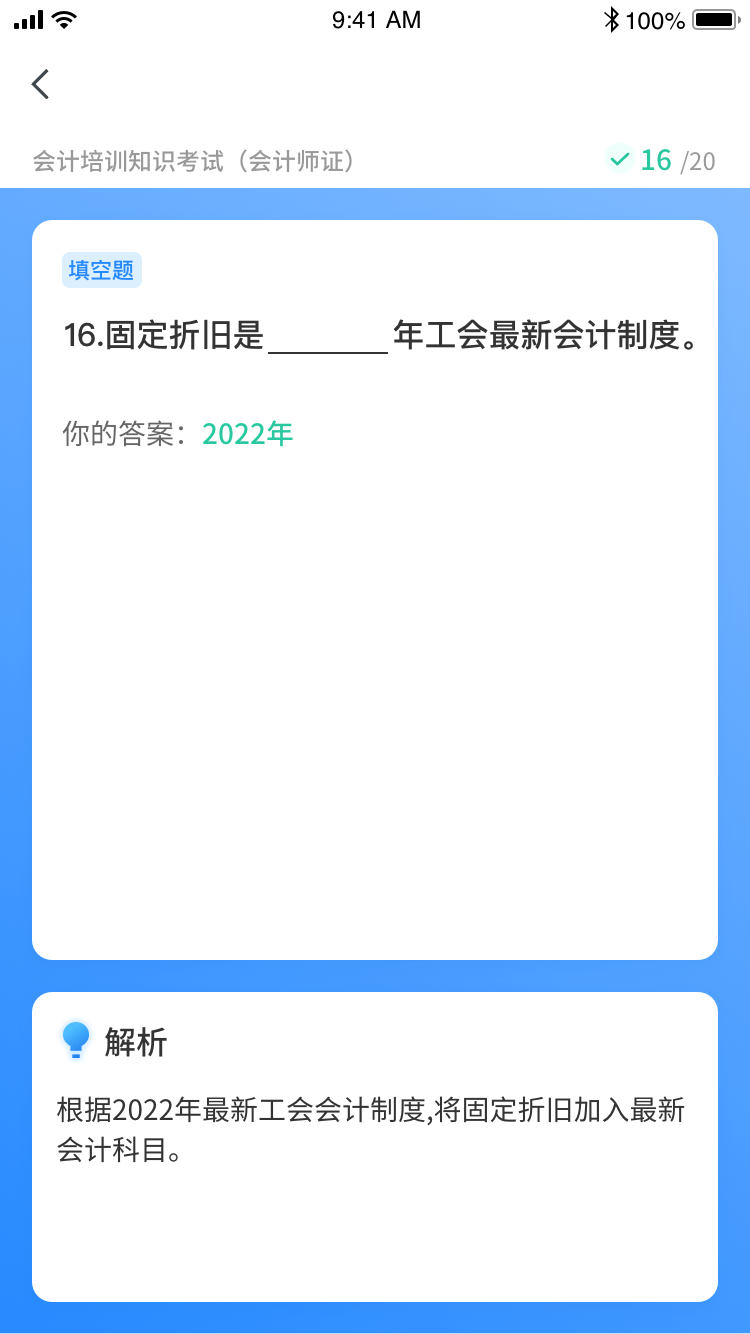 9:41 AM
100%
会计培训知识考试（会计师证）
16 /20
填空题
16.固定折旧是________年工会最新会计制度。
你的答案：2022年
解析
根据2022年最新工会会计制度,将固定折旧加入最新
会计科目。